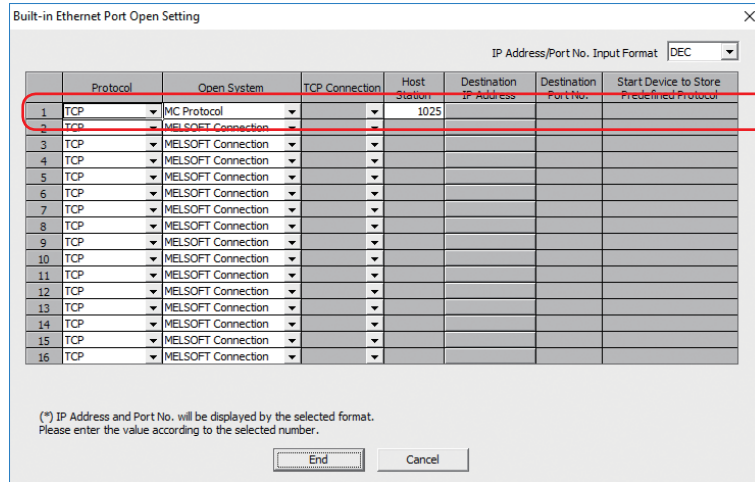 Built-in Ethernet Port Open Setting
IP Address/Port No. Input Format DEC
Protocol Open System TCP Connection Host Station Destination IP Address Destination Port No. Start Device to Store Predefined Protocol
1 TCP MC Protocol 1025
2 TCP MELSOFT Connection
3 TCP MELSOFT Connection
4 TCP MELSOFT Connection
5 TCP MELSOFT Connection
6 TCP MELSOFT Connection
7 TCP MELSOFT Connection
8 TCP MELSOFT Connection
9 TCP MELSOFT Connection
10 TCP MELSOFT Connection
11 TCP MELSOFT Connection
12 TCP MELSOFT Connection
13 TCP MELSOFT Connection
14 TCP MELSOFT Connection
15 TCP MELSOFT Connection
16 TCP MELSOFT Connection
(*) IP Address and Port No. will be displayed by the selected format.
Please enter the value according to the selected number.
End Cancel